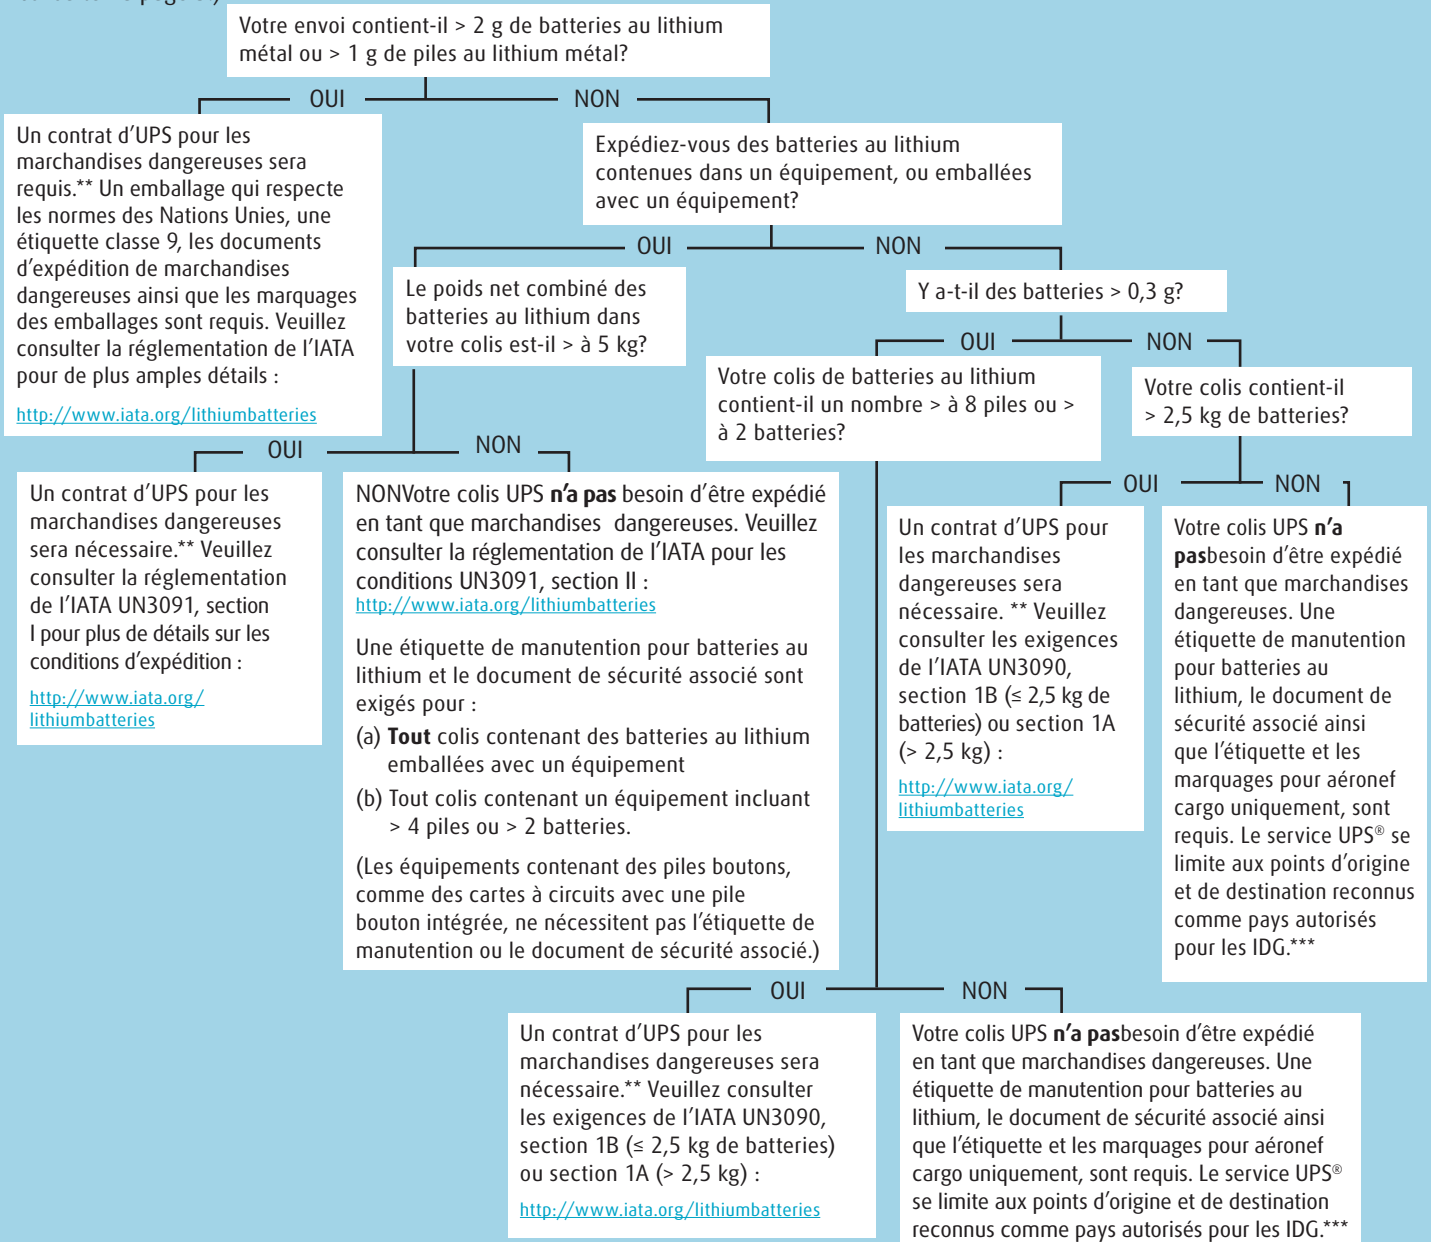 Votre envoi contient-il > 2 g de batteries au lithium
métal ou > 1 g de piles au lithium métal?
OUI
NON
Un contrat d'UPS pour les
marchandises dangereuses sera
requis.** Un emballage qui respecte
les normes des Nations Unies, une
étiquette classe 9, les documents
d'expédition de marchandises
dangereuses ainsi que les marquages
des emballages sont requis. Veuillez
consulter la réglementation de l'IATA
pour de plus amples détails :
http://www.iata.org/lithiumbatteries
Expédiez-vous des batteries au lithium
contenues dans un équipement, ou emballées
avec un équipement?
OUI
NON
Le poids net combiné des
batteries au lithium dans
votre colis est-il > à 5 kg?
Y a-t-il des batteries > 0,3 g?
OUI
NON
Votre colis de batteries au lithium
contient-il un nombre > à 8 piles ou >
à 2 batteries?
Votre colis contient-il
> 2,5 kg de batteries?
OUI
NON
Un contrat d'UPS pour les
marchandises dangereuses
sera nécessaire.** Veuillez
consulter la réglementation
de l'IATA UN3091, section
I pour plus de détails sur les
conditions d'expédition :
http://www.iata.org/
lithiumbatteries
NONVotre colis UPS n'a pas besoin d'être expédié
en tant que marchandises dangereuses. Veuillez
consulter la réglementation de l'IATA pour les
conditions UN3091, section II :
http://www.iata.org/lithiumbatteries
Une étiquette de manutention pour batteries au
lithium et le document de sécurité associé sont
exigés pour :
(a) Tout colis contenant des batteries au lithium
emballées avec un équipement
(b) Tout colis contenant un équipement incluant
> 4 piles ou > 2 batteries.
(Les équipements contenant des piles boutons,
comme des cartes à circuits avec une pile
bouton intégrée, ne nécessitent pas l'étiquette de
manutention ou le document de sécurité associé.)
OUI
NON
Un contrat d'UPS pour
les marchandises
dangereuses sera
nécessaire. ** Veuillez
consulter les exigences
de l'IATA UN3090,
section 1B (≤ 2,5 kg de
batteries) ou section 1A
(> 2,5 kg) :
http://www.iata.org/
lithiumbatteries
Votre colis UPS n'a
pasbesoin d'être expédié
en tant que marchandises
dangereuses. Une
étiquette de manutention
pour batteries au
lithium, le document de
sécurité associé ainsi
que l'étiquette et les
marquages pour aéronef
cargo uniquement, sont
requis. Le service UPS® se
limite aux points d'origine
et de destination reconnus
comme pays autorisés
pour les IDG.***
OUI
NON
Un contrat d'UPS pour les
marchandises dangereuses sera
nécessaire.** Veuillez consulter
les exigences de l'IATA UN3090,
section 1B (≤ 2,5 kg de batteries)
ou section 1A (> 2,5 kg) :
http://www.iata.org/lithiumbatteries
Votre colis UPS n'a pasbesoin d'être expédié
en tant que marchandises dangereuses. Une
étiquette de manutention pour batteries au
lithium, le document de sécurité associé ainsi
que l'étiquette et les marquages pour aéronef
cargo uniquement, sont requis. Le service UPS®
se limite aux points d'origine et de destination
reconnus comme pays autorisés pour les IDG.***